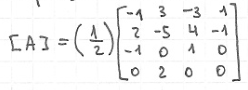 [A] = (1/2) [-1 3 -3 1
2 -5 4 -1
-1 0 1 0
0 2 0 0]